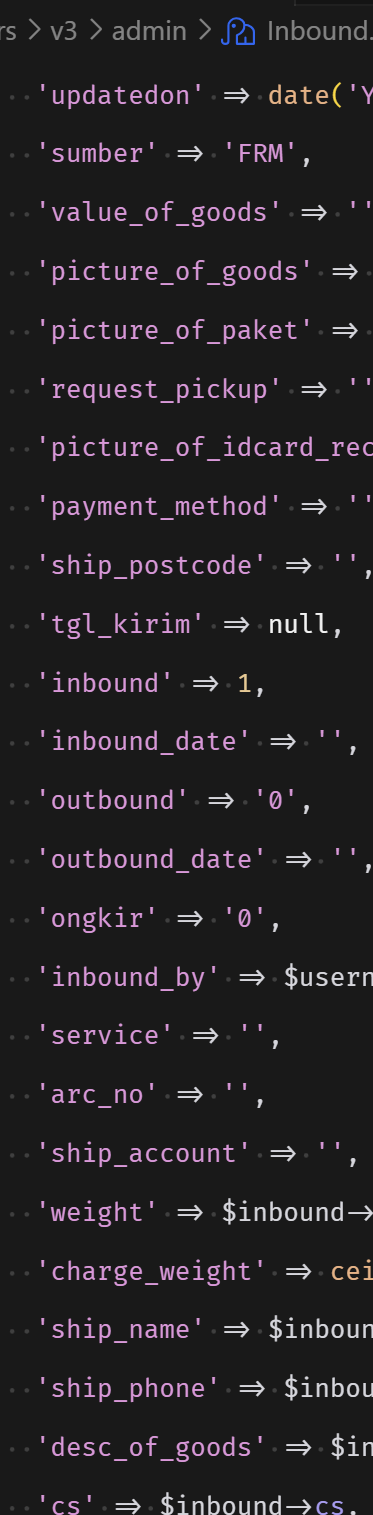 rs > v3 > admin > Inbound.
'updatedon' => date('Y
'sumber' => 'FRM',
'value_of_goods' => ''
'picture_of_goods' =>
'picture_of_paket' =>
'request_pickup' => ''
'picture_of_idcard_rec
'payment_method' => ''
'ship_postcode' => '',
'tgl_kirim' => null,
'inbound' => 1,
'inbound_date' => '',
'outbound' => '0',
'outbound_date' => '',
'ongkir' => '0',
'inbound_by' => $usern
'service' => '',
'arc_no' => '',
'ship_account' => '',
'weight' => $inbound->
'charge_weight' => cei
'ship_name' => $inboun
'ship_phone' => $inbou
'desc_of_goods' => $in
'cs' => $inbound->cs,